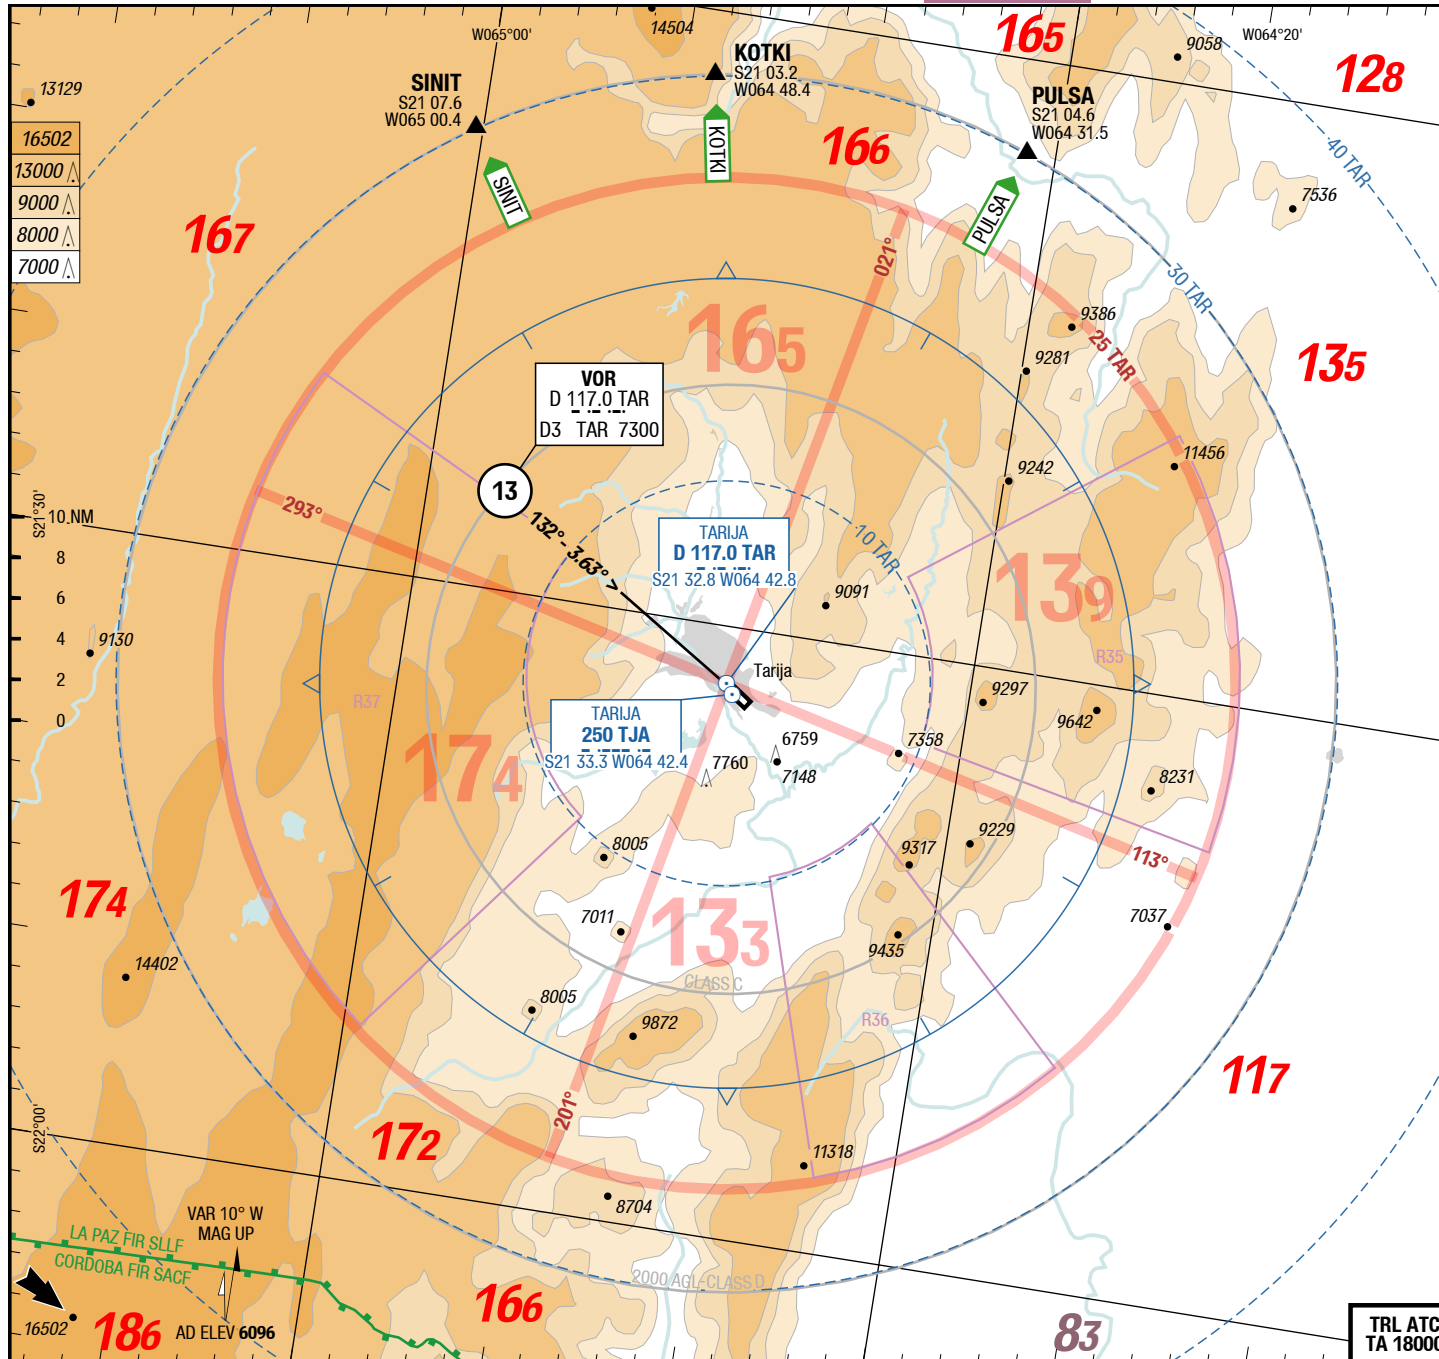 14504
W065°00'
165
9058
W064°20'
128
KOTKI
S21 03.2
W064 48.4
SINIT
S21 07.6
W065 00.4
PULSA
S21 04.6
W064 31.5
13129
16502
13000
9000
8000
7000
166
40 TAR
KOTKI
SINIT
PULSA
7536
167
021°
30 TAR
9386
25 TAR
165
9281
135
VOR
D 117.0 TAR
D3 TAR 7300
11456
9242
13
293°
S21°30'
10 NM
8
6
4
2
0
132° - 3.63° >
TARIJA
D 117.0 TAR
S21 32.8 W064 42.8
10 TAR
9091
139
9130
R35
Tarija
R37
9297
9642
TARIJA
250 TJA
S21 33.3 W064 42.4
174
6759
7760
7148
7358
8231
9229
9317
8005
113°
174
7011
133
9435
7037
14402
CLASS C
8005
9872
R36
117
201°
S22°00'
172
11318
8704
VAR 10° W
MAG UP
LA PAZ FIR SLLF
CORDOBA FIR SACF
2000 AGL-CLASS D
16502
186
AD ELEV 6096
166
83
TRL ATC
TA 18000